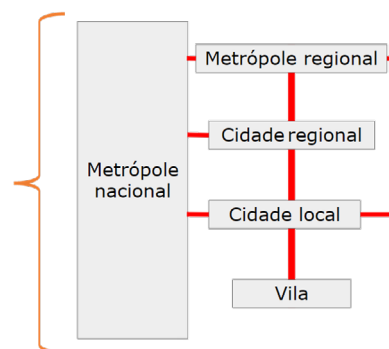 Metrópole regional
Cidade regional
Metrópole
nacional
Cidade local
Vila